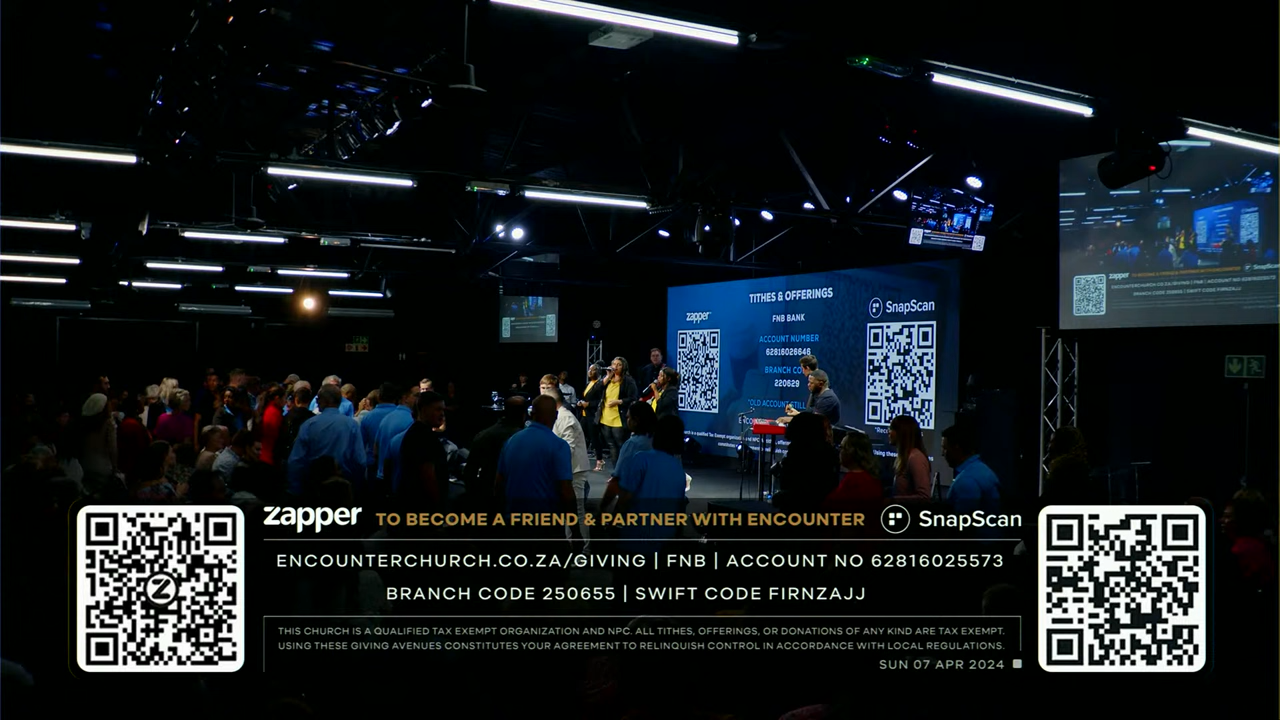 TITHES & OFFERINGS
zapper
SnapScan
FNB BANK
ACCOUNT NUMBER
62816026646
BRANCH
220629
zapper
TO BECOME A FRIEND & PARTNER WITH ENCOUNTER
SnapScan
ENCOUNTERCHURCH.CO.ZA/GIVING | FNB | ACCOUNT NO 62816025573
BRANCH CODE 250655 | SWIFT CODE FIRNZAJJ
THIS CHURCH IS A QUALIFIED TAX EXEMPT ORGANIZATION AND NPC. ALL TITHES, OFFERINGS, OR DONATIONS OF ANY KIND ARE TAX EXEMPT.
USING THESE GIVING AVENUES CONSTITUTES YOUR AGREEMENT TO RELINQUISH CONTROL IN ACCORDANCE WITH LOCAL REGULATIONS.
SUN 07 APR 2024